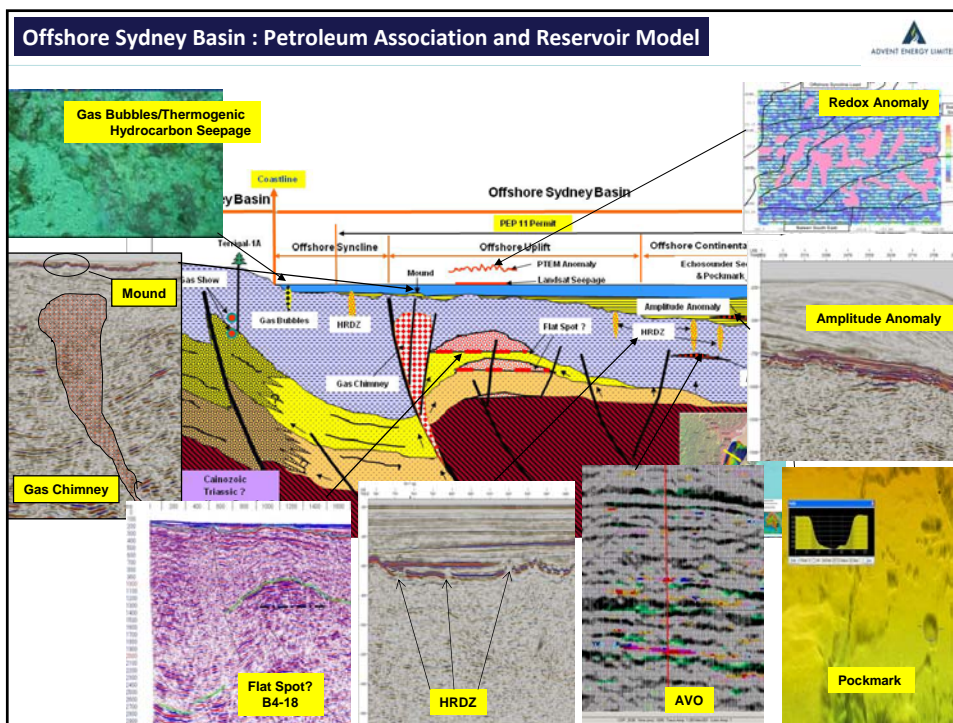 Offshore Sydney Basin : Petroleum Association and Reservoir Model
ADVENT ENERGY LIMITED
Gas Bubbles/Thermogenic
Hydrocarbon Seepage
Redox Anomaly
Coastline
Offshore Sydney Basin
PEP 11 Permit
Terrigal-1A
Offshore Syncline
Offshore Uplift
Offshore Continenta
Mound
PTEM Anomaly
Landsat Seepage
Echosounder See
& Pockmark
Mound
Gas Show
Gas Bubbles
HRDZ
Flat Spot ?
HRDZ
Amplitude Anomaly
Amplitude Anomaly
Gas Chimney
Gas Chimney
Cainozoic
Triassic ?
Flat Spot?
B4-18
HRDZ
AVO
Pockmark